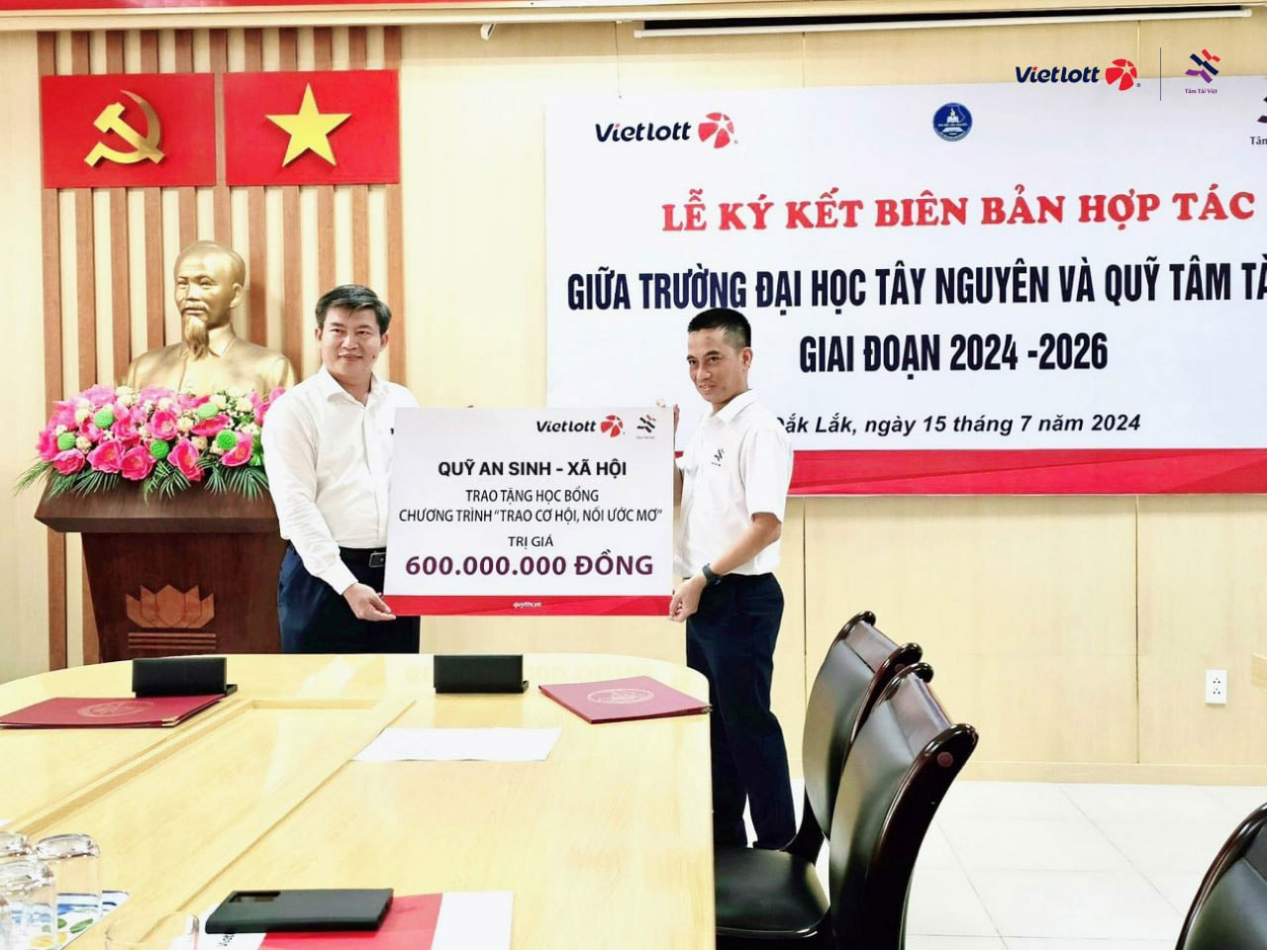 Vietlott
Tâm Tài Việt
Vietlott
LỄ KÝ KẾT BIÊN BẢN HỢP TÁC
GIỮA TRƯỜNG ĐẠI HỌC TÂY NGUYÊN VÀ QUỸ TÂM TÀ
GIAI ĐOẠN 2024 -2026
Đắk Lắk, ngày 15 tháng 7 năm 2024
Vietlott
QUỸ AN SINH - XÃ HỘI
TRAO TẶNG HỌC BỔNG
CHƯƠNG TRÌNH "TRAO CƠ HỘI, NỐI ƯỚC MƠ"
TRỊ GIÁ
600.000.000 ĐỒNG